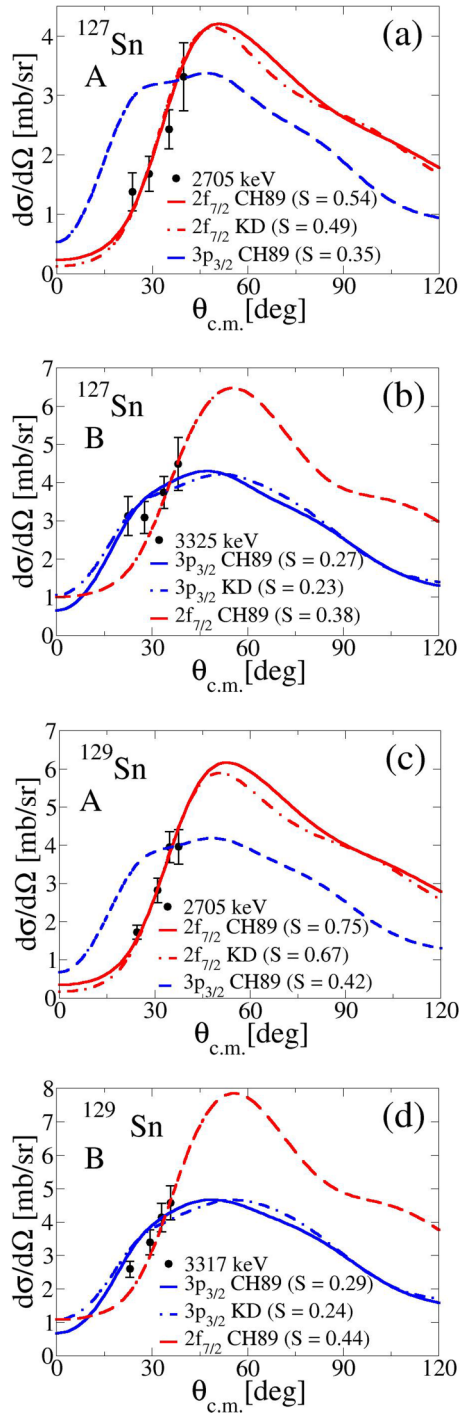 ¹²⁷Sn
(a)
A
dσ/dΩ [mb/sr]
4
3
2
1
0
2705 keV
2f₇/₂ CH89 (S = 0.54)
2f₇/₂ KD (S = 0.49)
3p₃/₂ CH89 (S = 0.35)
0 30 60 90 120
θc.m.[deg]
¹²⁷Sn
(b)
B
dσ/dΩ [mb/sr]
7
6
5
4
3
2
1
0
3325 keV
3p₃/₂ CH89 (S = 0.27)
3p₃/₂ KD (S = 0.23)
2f₇/₂ CH89 (S = 0.38)
0 30 60 90 120
θc.m.[deg]
¹²⁹Sn
(c)
A
dσ/dΩ [mb/sr]
7
6
5
4
3
2
1
0
2705 keV
2f₇/₂ CH89 (S = 0.75)
2f₇/₂ KD (S = 0.67)
3p₃/₂ CH89 (S = 0.42)
0 30 60 90 120
θc.m.[deg]
¹²⁹Sn
(d)
B
dσ/dΩ [mb/sr]
8
7
6
5
4
3
2
1
0
3317 keV
3p₃/₂ CH89 (S = 0.29)
3p₃/₂ KD (S = 0.24)
2f₇/₂ CH89 (S = 0.44)
0 30 60 90 120
θc.m.[deg]